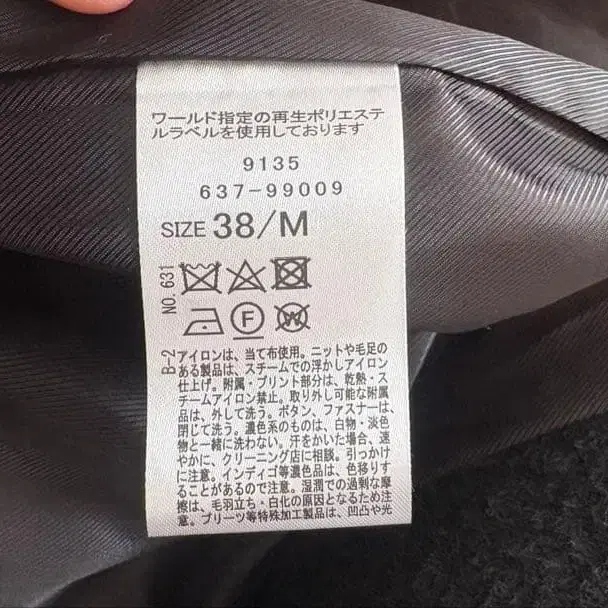 ワールド指定の再生ポリエステ
ルラベルを使用しております
9135
637-99009
SIZE 38/M
NO.631
F
W
B-2
アイロンは、当て布使用。ニットや毛足の
ある製品は、スチームでの浮かしアイロン
仕上げ。附属・プリント部分は、乾熱・ス
チームアイロン禁止。取り外し可能な附属
品は、外して洗う。ボタン、ファスナーは、
閉じて洗う。濃色系のものは、白物・淡色
物と一緒に洗わない。汗をかいた場合、速
やかに、クリーニング店に相談。引っかけ
に注意。インディゴ等濃色品は、色移りす
ることがあるので注意。湿潤での過剰な摩
擦は、毛羽立ち・白化の原因となるため注
意。プリーツ等特殊加工製品は、凹凸や光